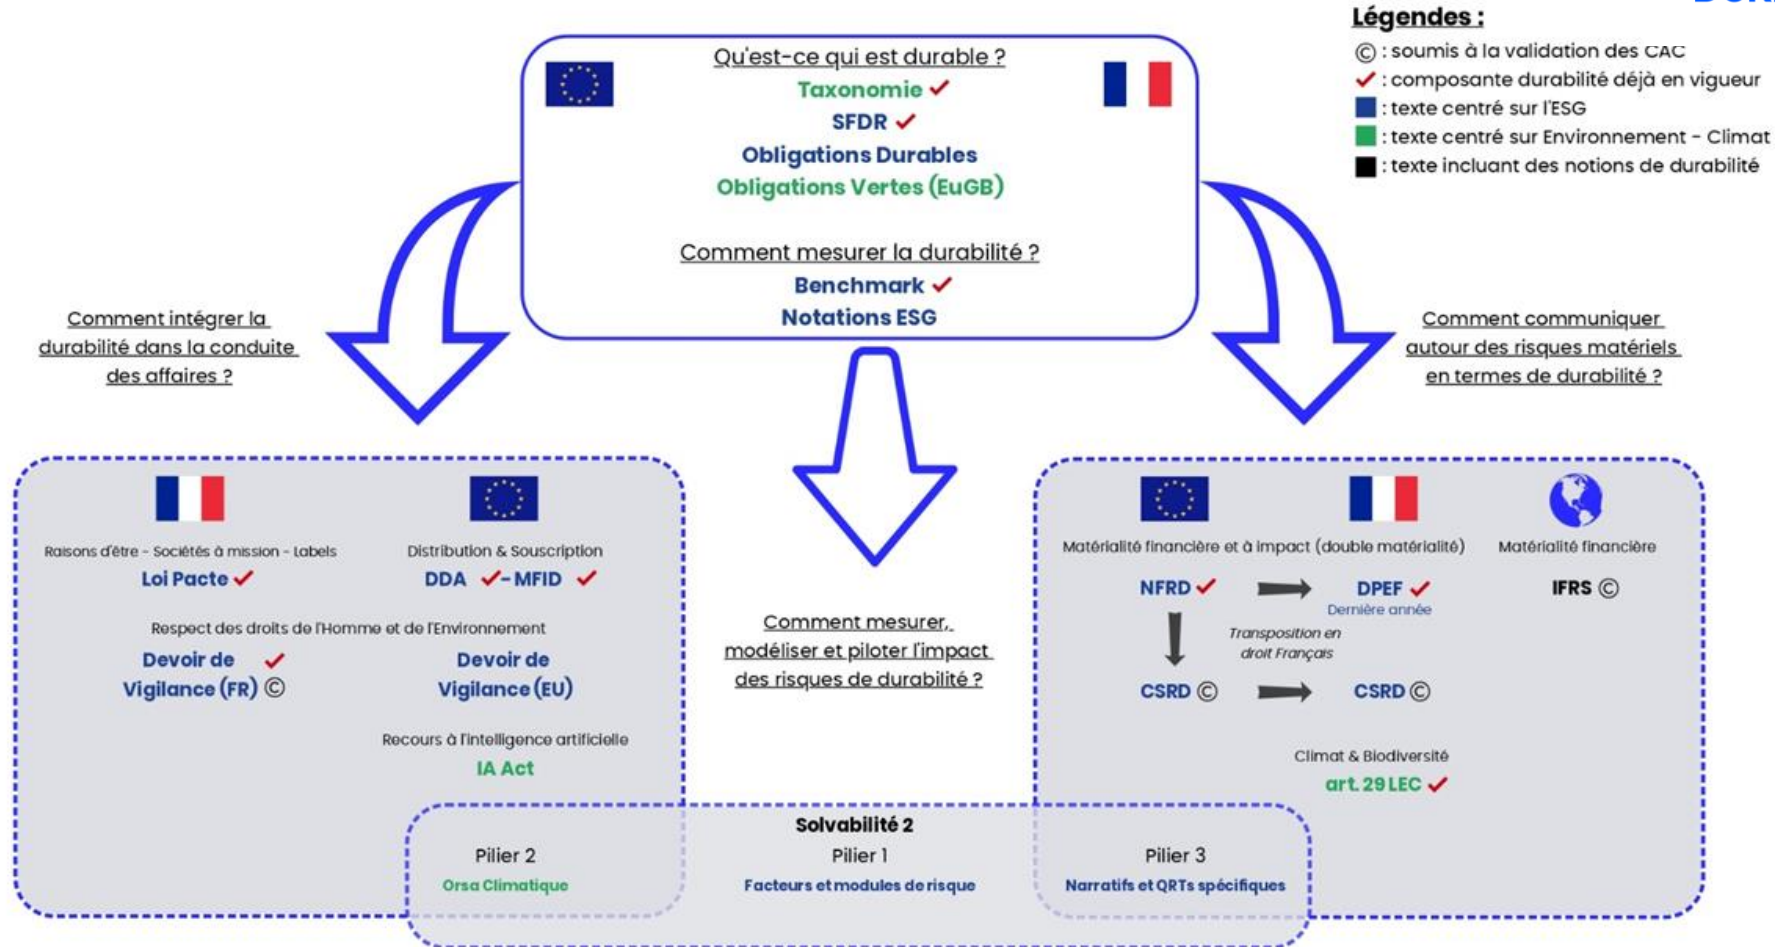 Légendes :
© : soumis à la validation des CAC
✓ : composante durabilité déjà en vigueur
: texte centré sur l'ESG
: texte centré sur Environnement - Climat
: texte incluant des notions de durabilité
Qu'est-ce qui est durable ?
Taxonomie ✓
SFDR ✓
Obligations Durables
Obligations Vertes (EuGB)
Comment mesurer la durabilité ?
Benchmark ✓
Notations ESG
Comment intégrer la
durabilité dans la conduite
des affaires ?
Comment communiquer
autour des risques matériels
en termes de durabilité ?
Comment mesurer,
modéliser et piloter l'impact
des risques de durabilité ?
Raisons d'être - Sociétés à mission - Labels
Loi Pacte ✓
Distribution & Souscription
DDA ✓ - MFID ✓
Respect des droits de l'Homme et de l'Environnement
Devoir de ✓
Vigilance (FR) ©
Devoir de
Vigilance (EU)
Recours à l'intelligence artificielle
IA Act
Matérialité financière et à impact (double matérialité)
Matérialité financière
NFRD ✓
DPEF ✓
Dernière année
IFRS ©
Transposition en
droit Français
CSRD ©
CSRD ©
Climat & Biodiversité
art. 29 LEC ✓
Solvabilité 2
Pilier 2
Orsa Climatique
Pilier 1
Facteurs et modules de risque
Pilier 3
Narratifs et QRTs spécifiques